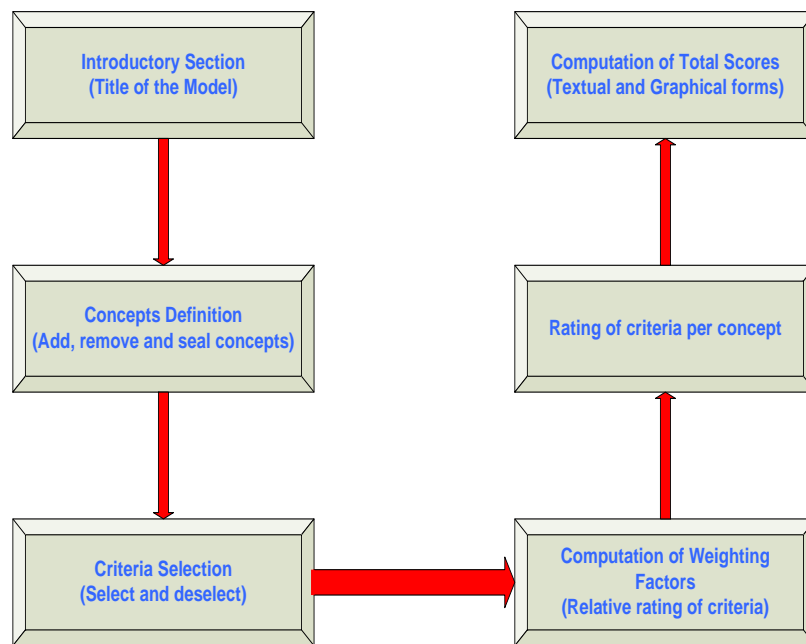 Introductory Section
(Title of the Model)
Concepts Definition
(Add, remove and seal concepts)
Criteria Selection
(Select and deselect)
Computation of Weighting
Factors
(Relative rating of criteria)
Rating of criteria per concept
Computation of Total Scores
(Textual and Graphical forms)